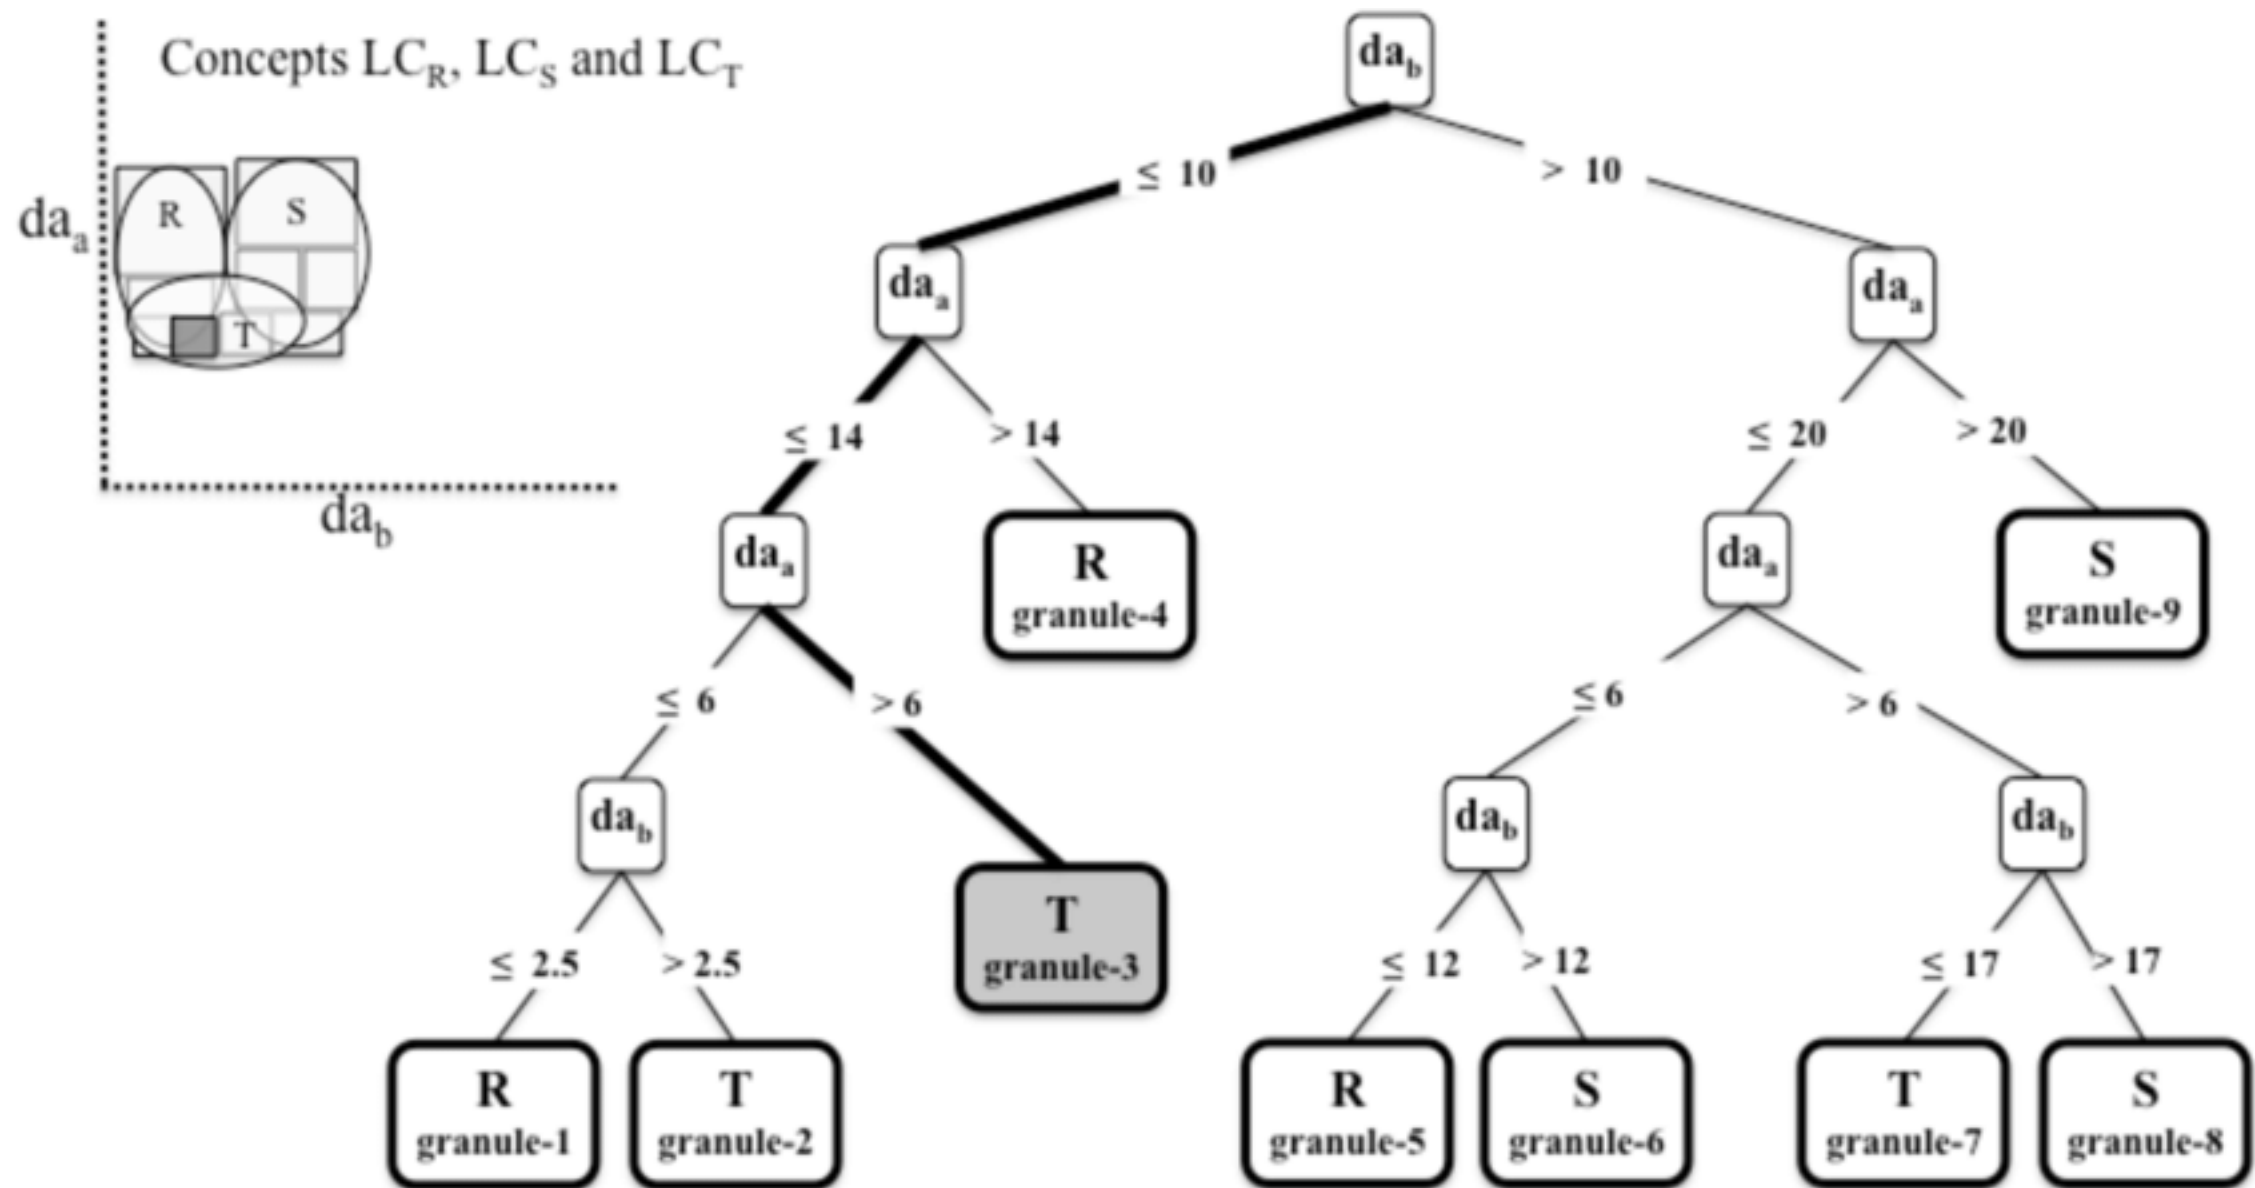 Concepts LC_R, LC_S and LC_T
da_a
R
S
T
da_b
da_b
≤ 10
> 10
da_a
da_a
≤ 14
> 14
≤ 20
> 20
da_a
R
granule-4
da_a
S
granule-9
≤ 6
> 6
≤ 6
> 6
da_b
T
granule-3
da_b
da_b
≤ 2.5
> 2.5
≤ 12
> 12
≤ 17
> 17
R
granule-1
T
granule-2
R
granule-5
S
granule-6
T
granule-7
S
granule-8